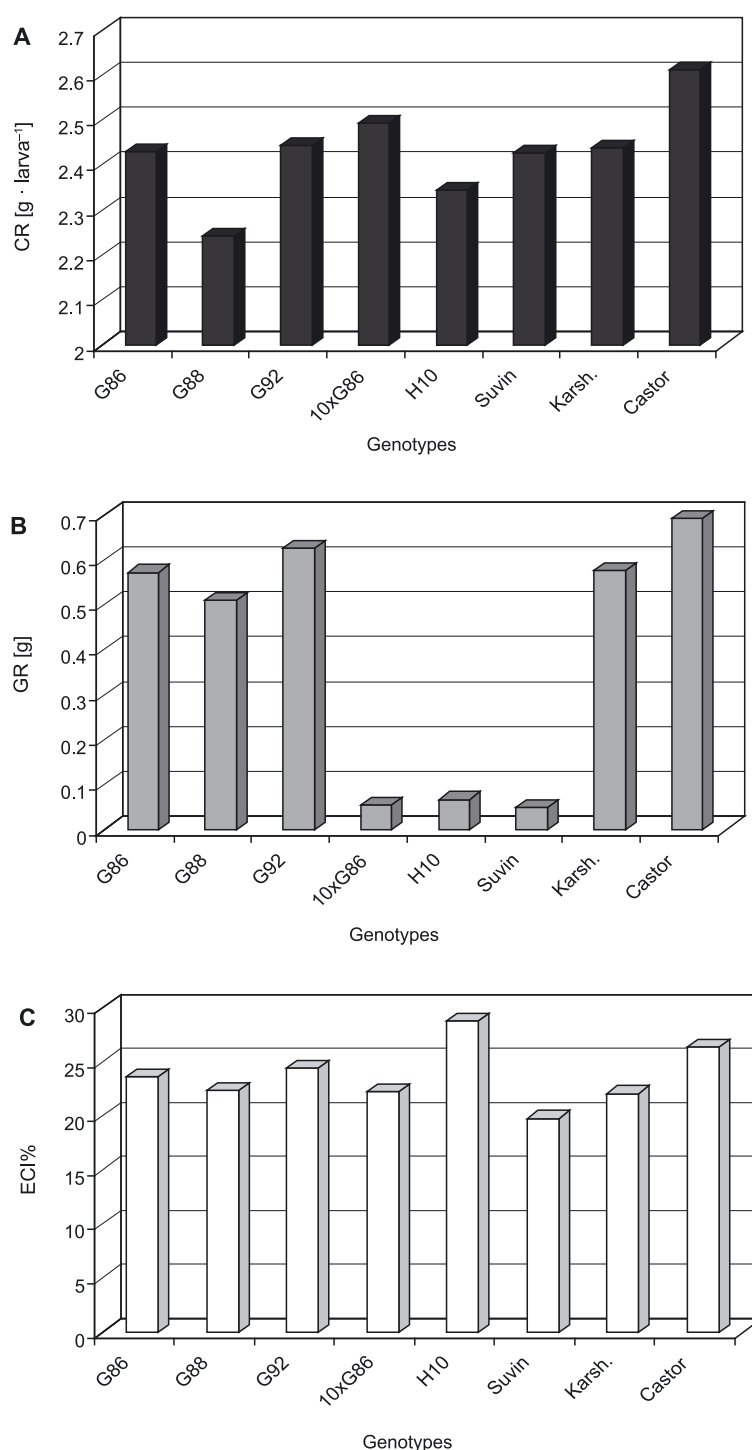 A
CR [g · larva⁻¹]
2.7
2.6
2.5
2.4
2.3
2.2
2.1
2
G86
G88
G92
10xG86
H10
Suvin
Karsh.
Castor
Genotypes
B
GR [g]
0.7
0.6
0.5
0.4
0.3
0.2
0.1
0
G86
G88
G92
10xG86
H10
Suvin
Karsh.
Castor
Genotypes
C
ECI%
30
25
20
15
10
5
0
G86
G88
G92
10xG86
H10
Suvin
Karsh.
Castor
Genotypes